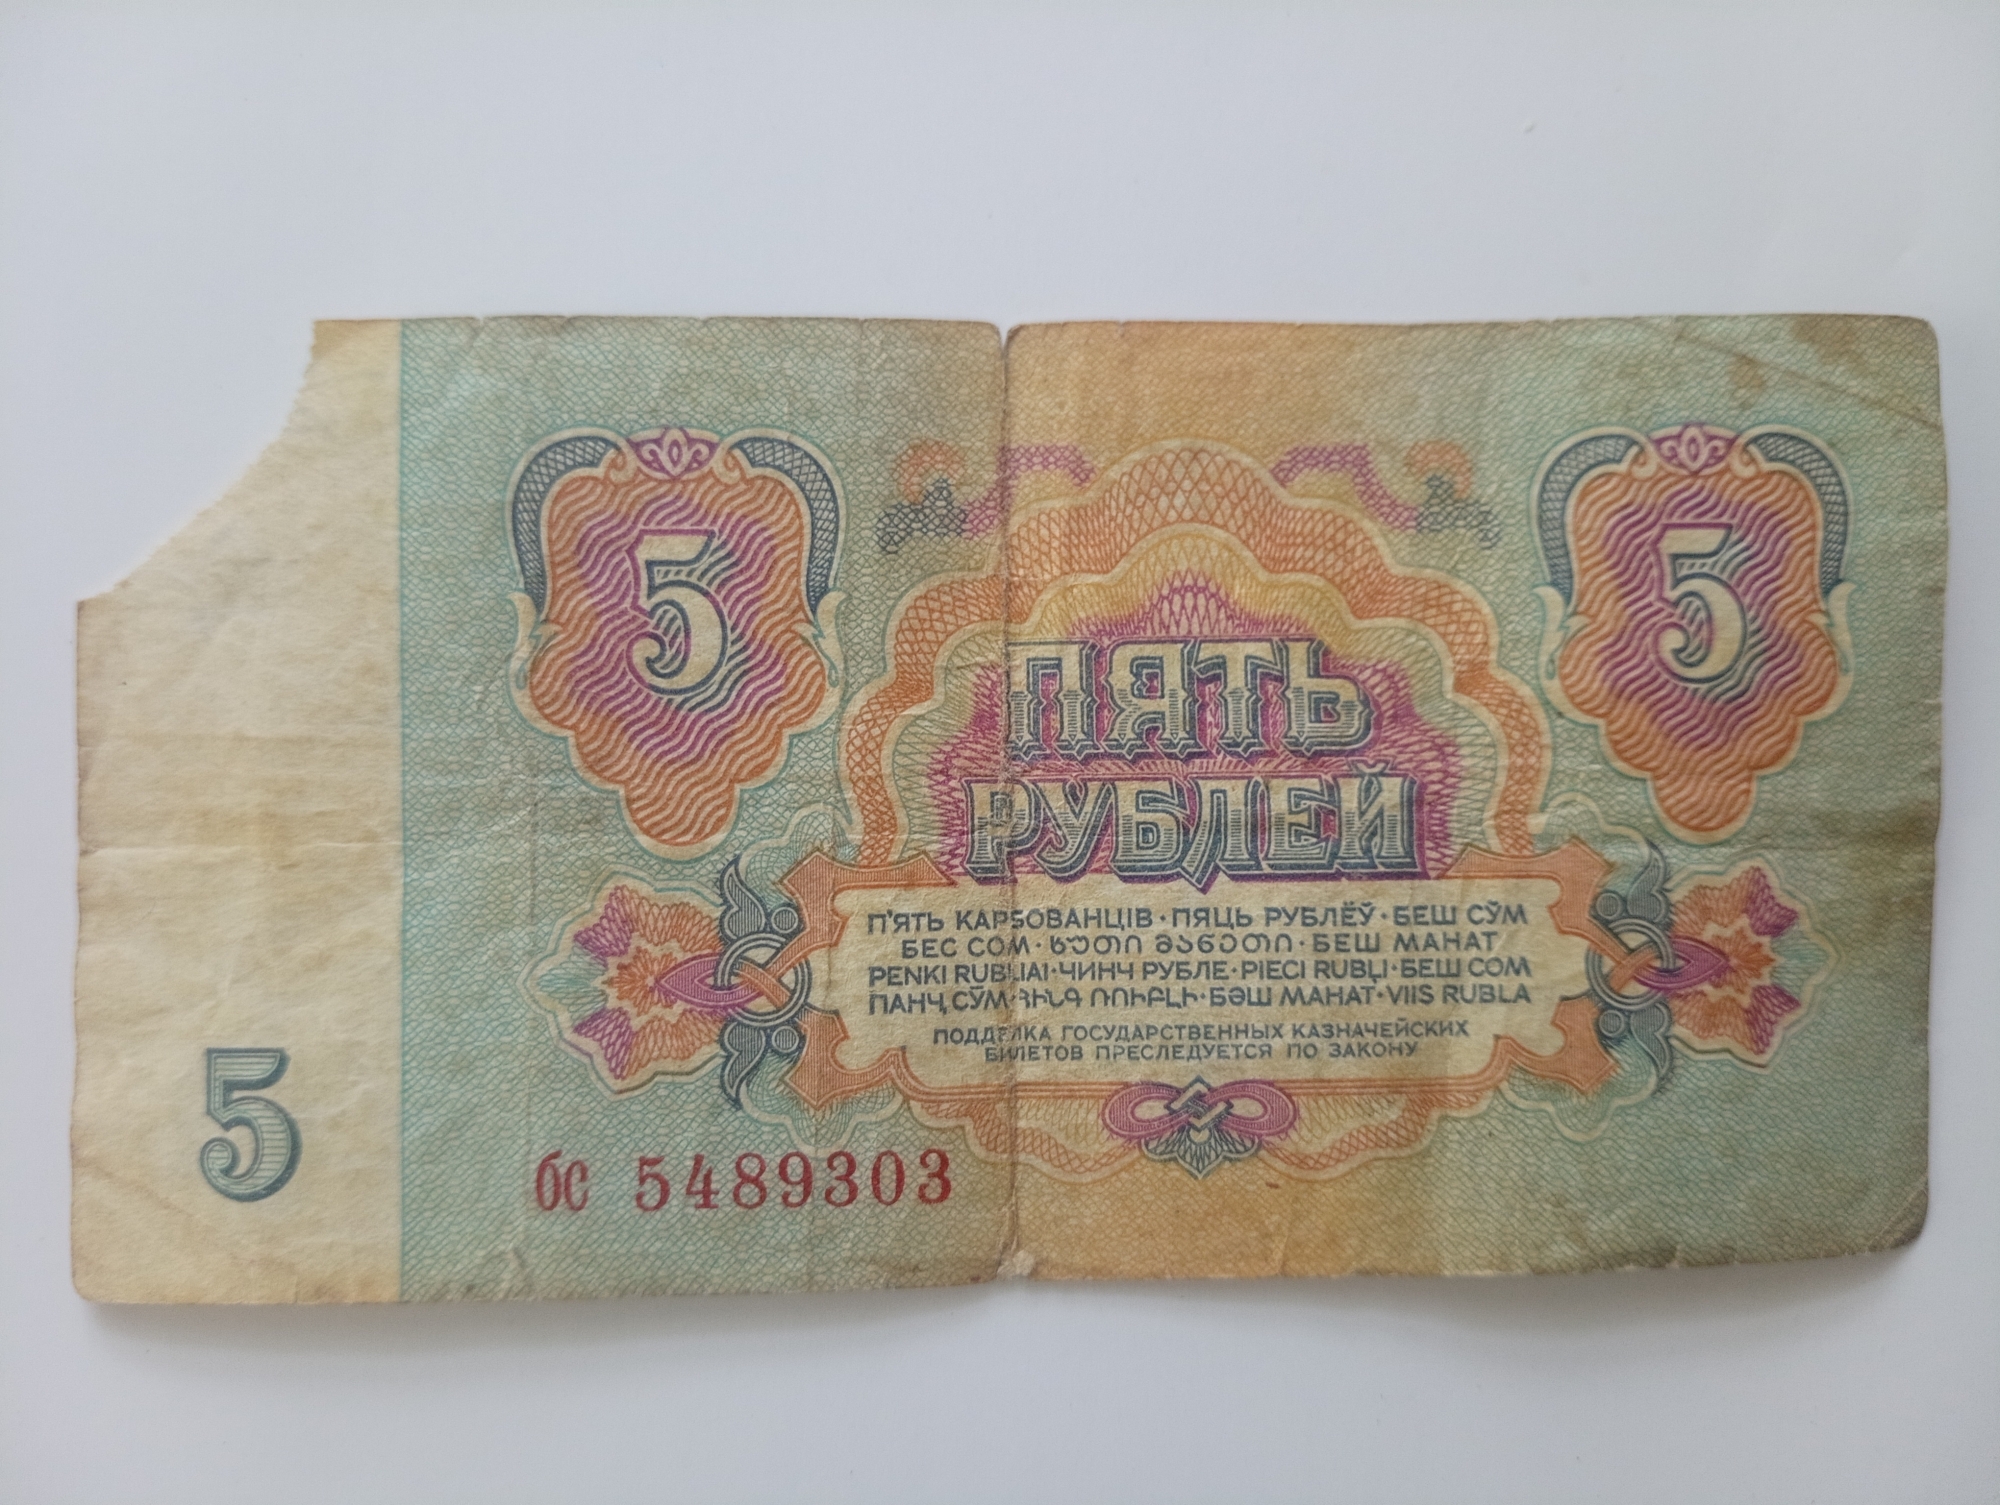 5 5
ПЯТЬ
РУБЛЕЙ
П'ЯТЬ КАРБОВАНЦІВ · ПЯЦЬ РУБЛЁЎ · БЕШ СЎМ
БЕС СОМ · ხუთი მანეთი · БЕШ МАНАТ
PENKI RUBLIAI · ЧИНЧ РУБЛЕ · PIECI RUBĻI · БЕШ СОМ
ПАНҶ СӮМ · ՀԻՆԳ ՌՈՒԲԼԻ · БӘШ МАНАТ · VIIS RUBLA
ПОДДЕЛКА ГОСУДАРСТВЕННЫХ КАЗНАЧЕЙСКИХ
БИЛЕТОВ ПРЕСЛЕДУЕТСЯ ПО ЗАКОНУ
5
бс 5489303